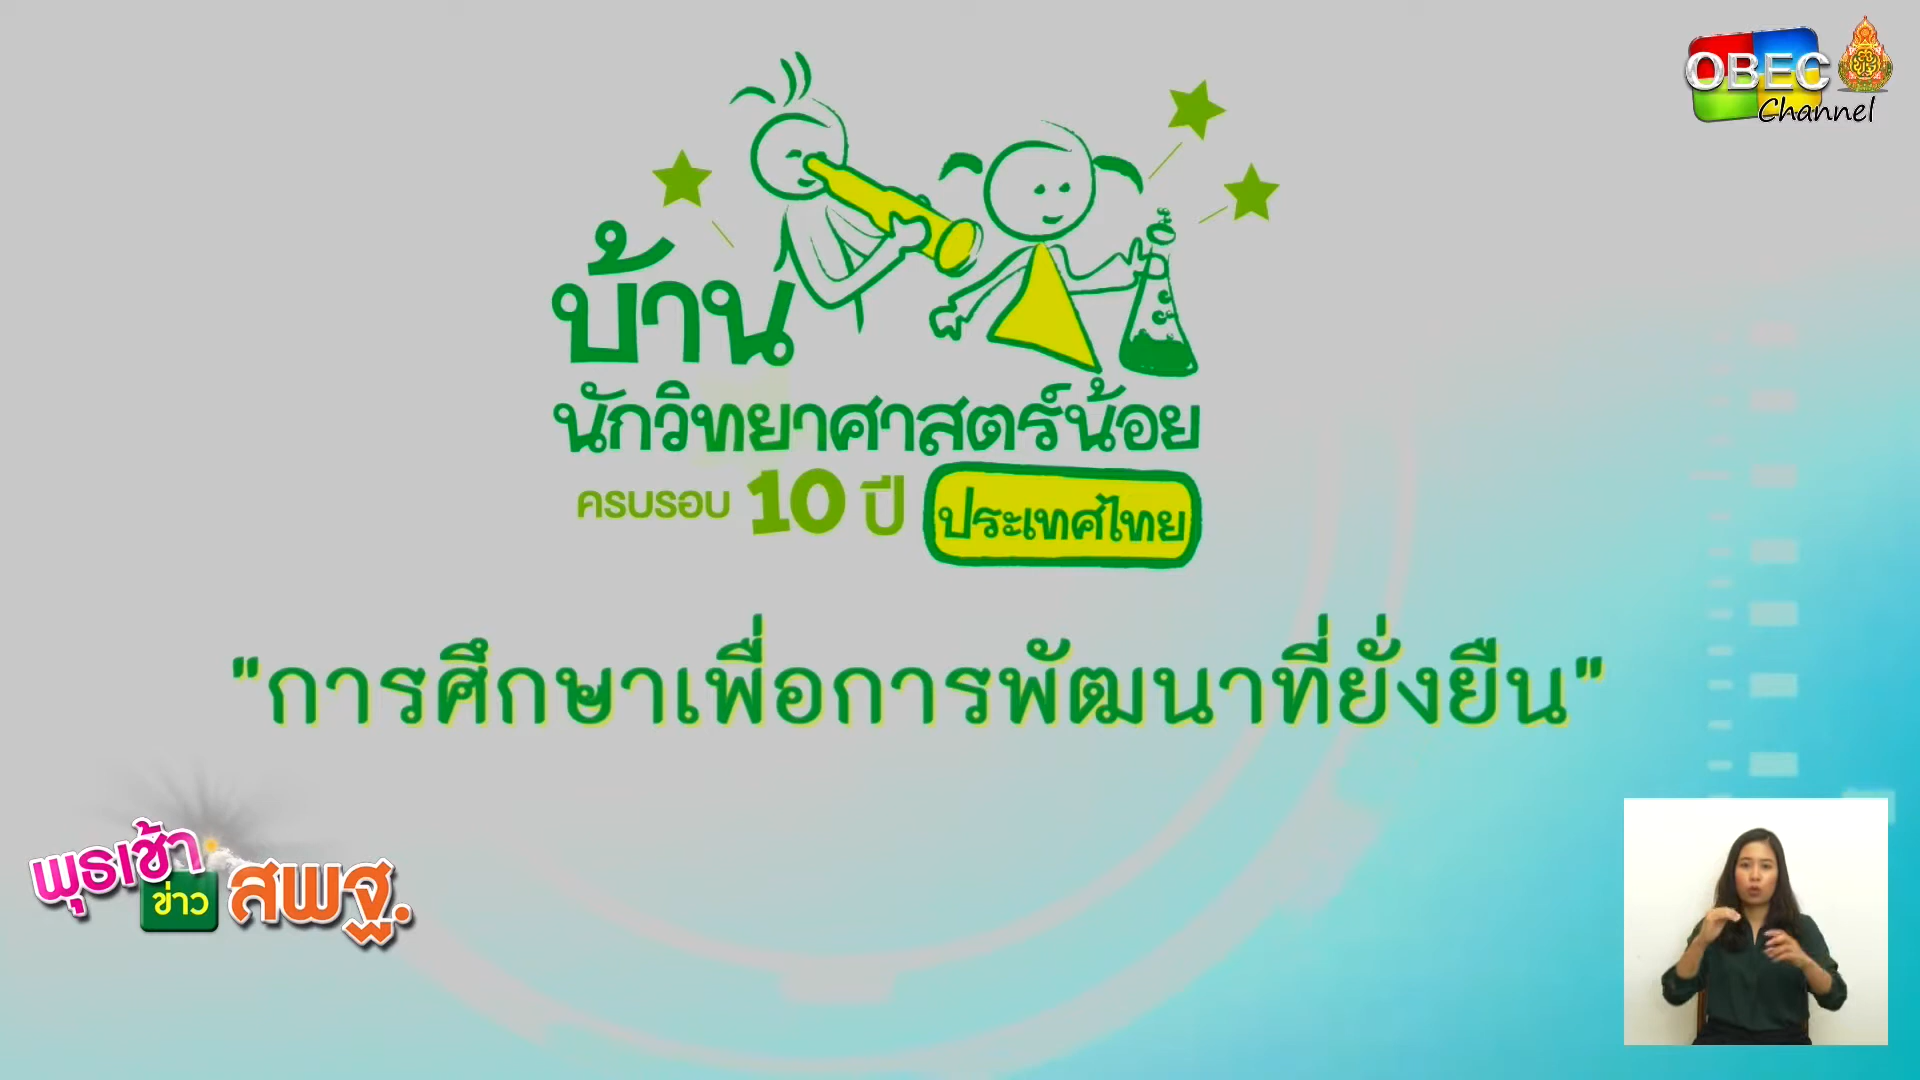 OBEC
Channel
บ้าน
นักวิทยาศาสตร์น้อย
ครบรอบ 10 ปี ประเทศไทย
"การศึกษาเพื่อการพัฒนาที่ยั่งยืน"
พุธเช้า
ข่าว สพฐ.